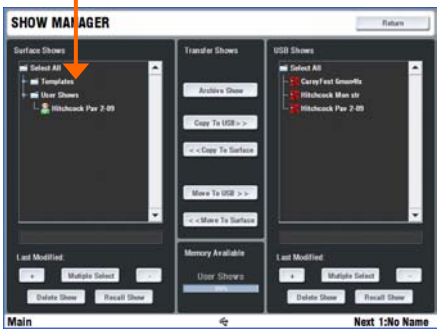 SHOW MANAGER
Return
Surface Shows
Transfer Shows
USB Shows
Select All
Templates
User Shows
Hitchcock Pav 2-09
Archive Show
Copy To USB > >
< < Copy To Surface
Move To USB > >
< < Move To Surface
Select All
CareyFest
Hitchcock Mon str
Hitchcock Pav 2-09
Last Modified:
+
Mutiple Select
-
Delete Show
Recall Show
Memory Available
User Shows
Last Modified:
+
Mutiple Select
-
Delete Show
Recall Show
Main
Next 1:No Name